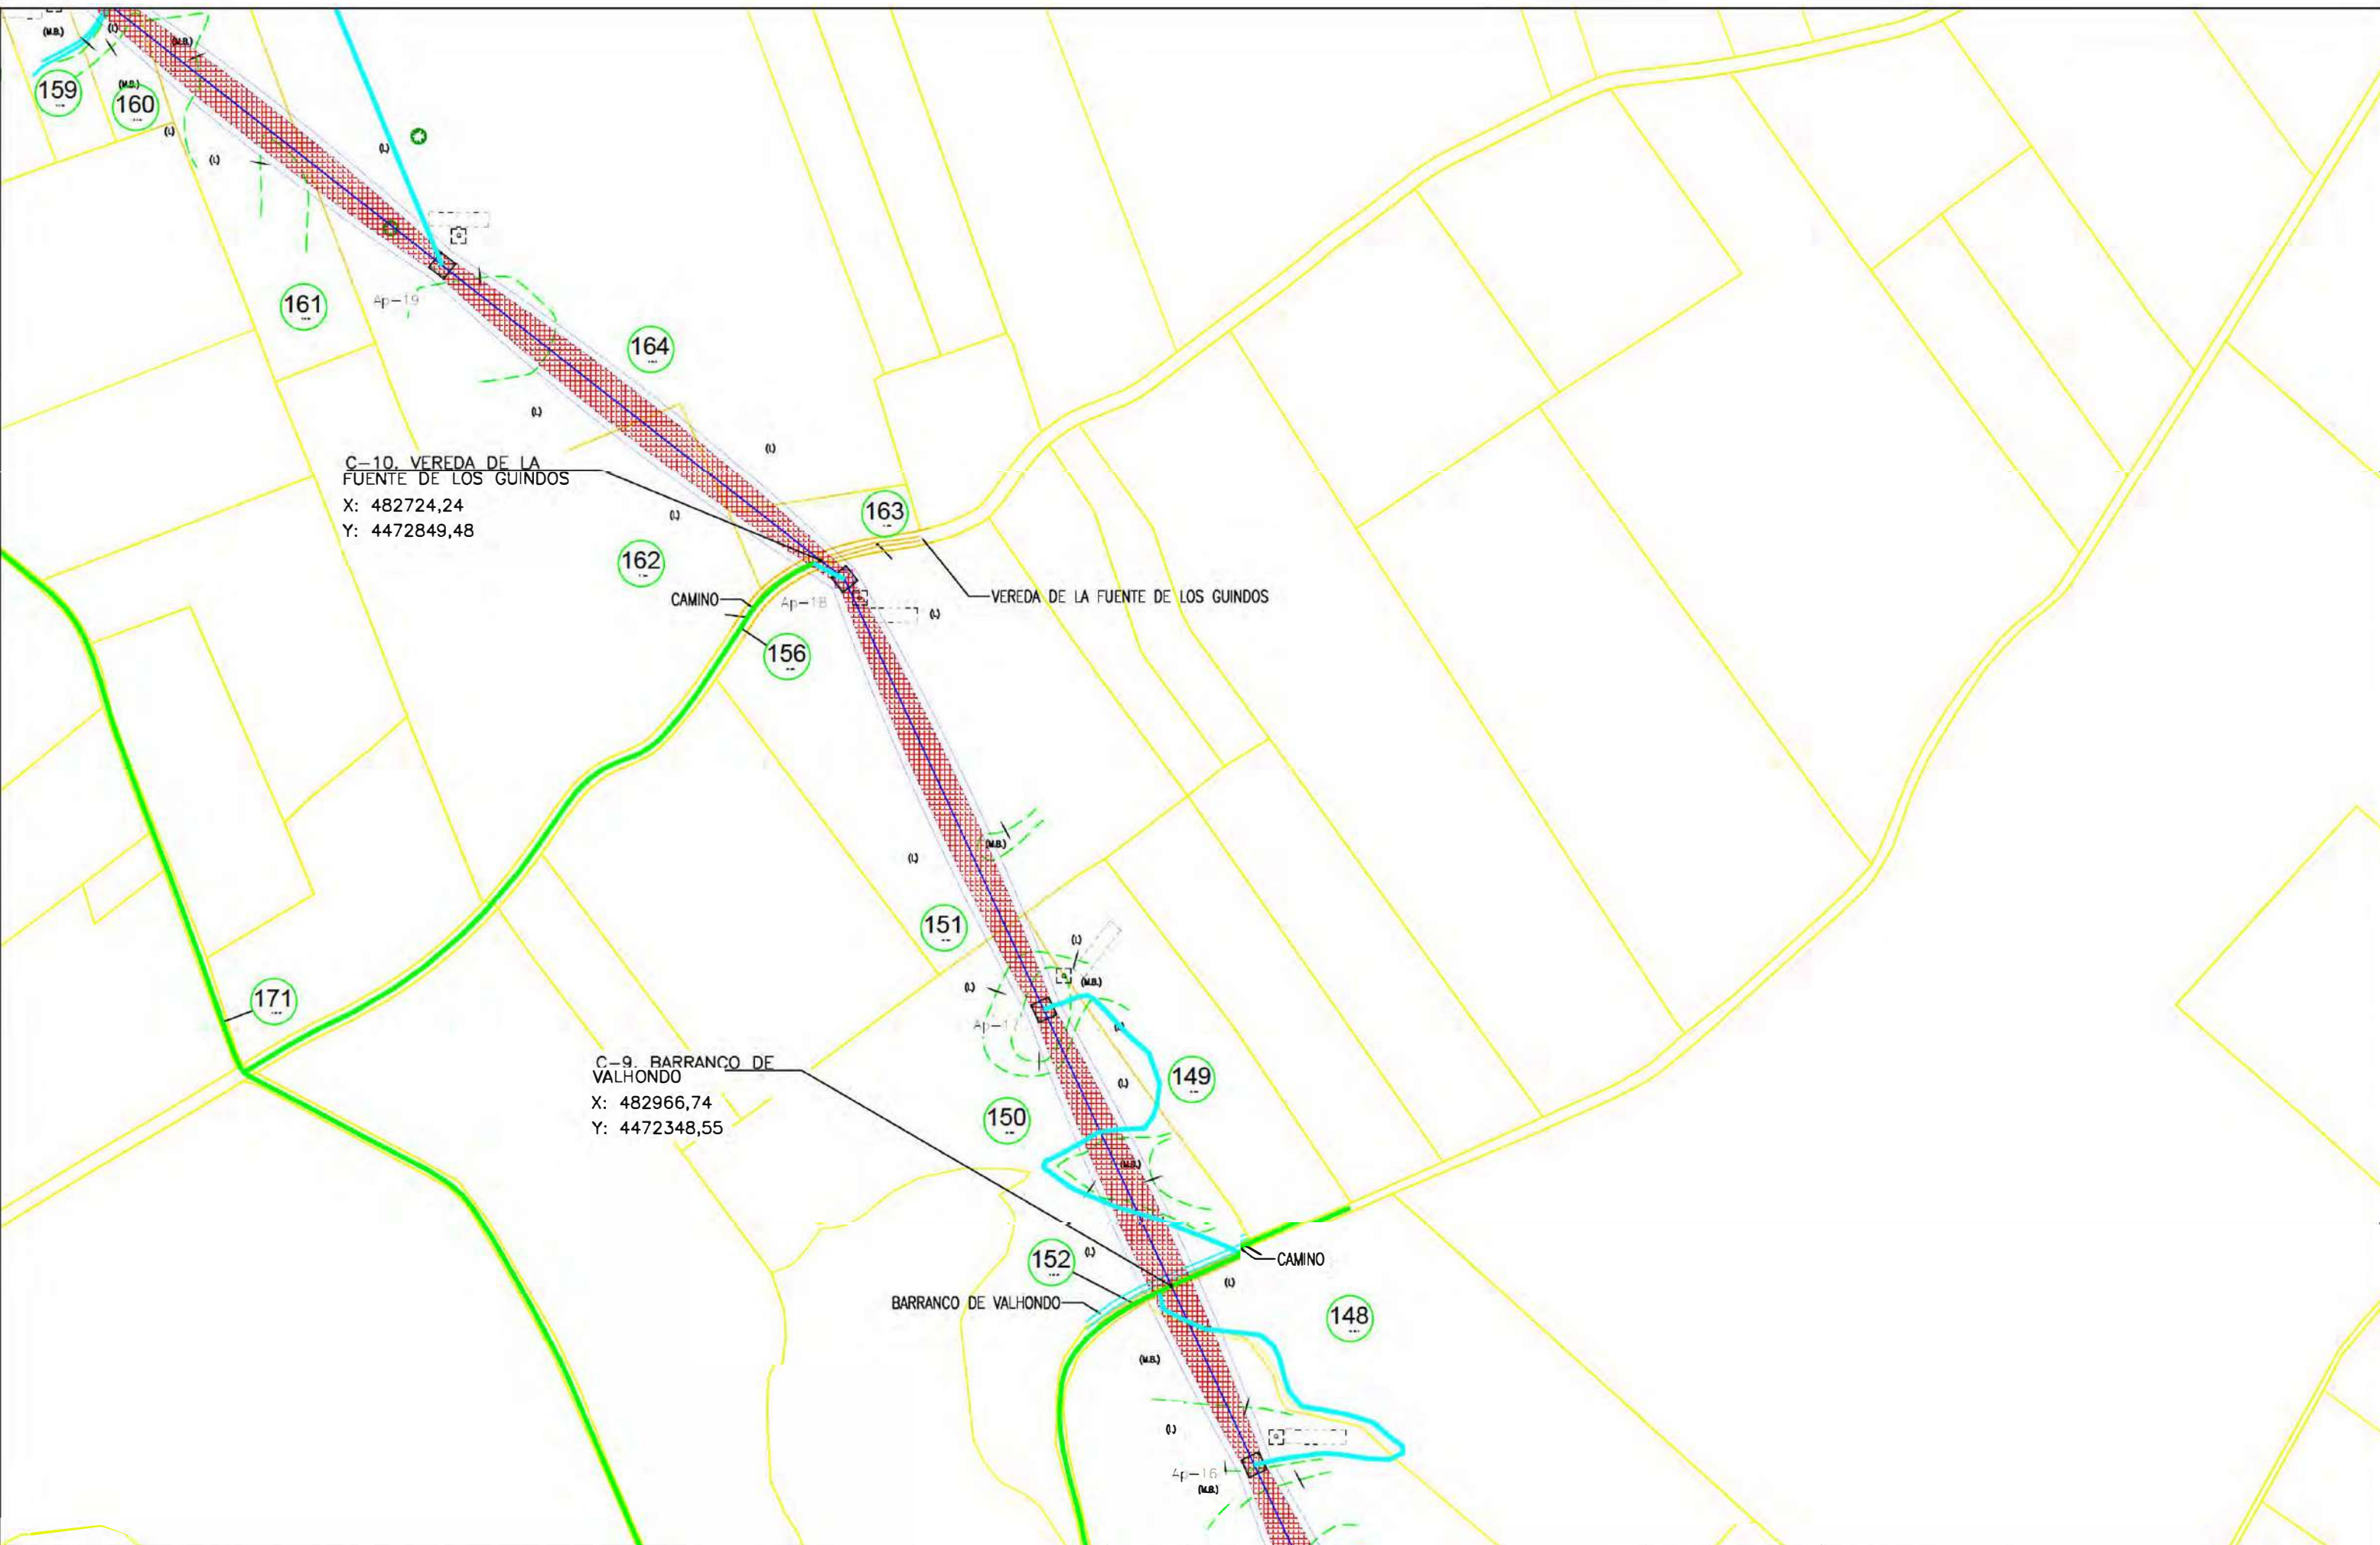 (M.B.)
(L)
(M.B.)
159
(M.B.)
160
(L)
(L)
(L)
161
Ap-19
164
(L)
(L)
C-10. VEREDA DE LA
FUENTE DE LOS GUINDOS
X: 482724,24
Y: 4472849,48
(L)
163
162
CAMINO
Ap-18
(L)
VEREDA DE LA FUENTE DE LOS GUINDOS
156
(M.B.)
(L)
151
(L)
(L)
(M.B.)
171
Ap-17
(L)
C-9. BARRANCO DE
VALHONDO
X: 482966,74
Y: 4472348,55
(L)
149
150
(M.B.)
152
(L)
CAMINO
(L)
BARRANCO DE VALHONDO
148
(M.B.)
(L)
Ap-16
(M.B.)